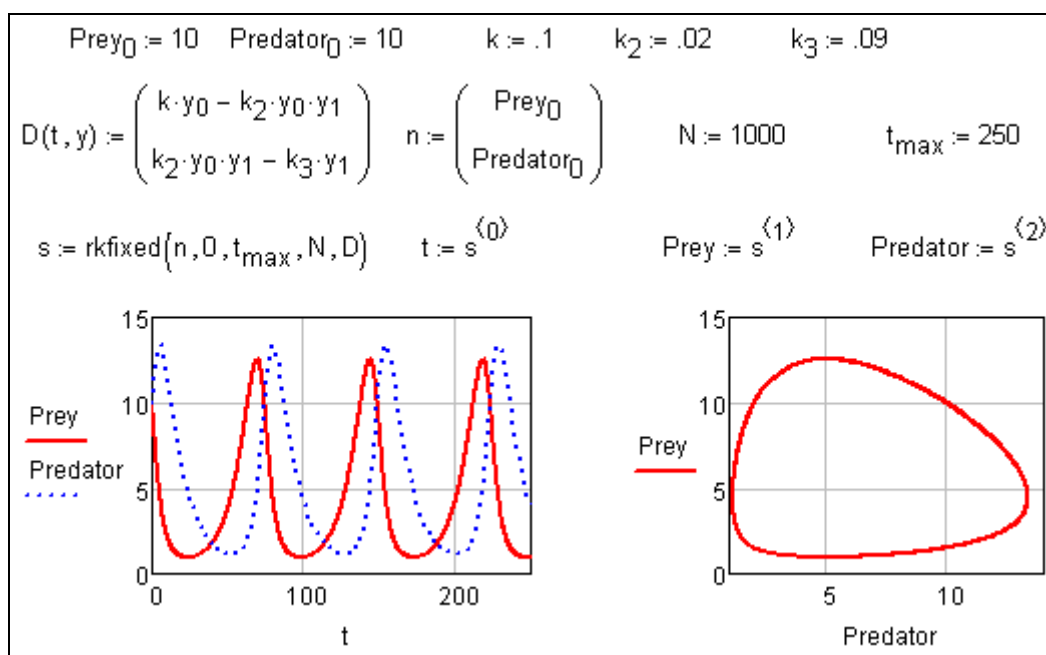 Prey0 := 10 Predator0 := 10 k := .1 k2 := .02 k3 := .09
D(t, y) := ( k·y0 − k2·y0·y1
k2·y0·y1 − k3·y1 ) n := ( Prey0
Predator0 ) N := 1000 tmax := 250
s := rkfixed(n, 0, tmax, N, D) t := s⟨0⟩ Prey := s⟨1⟩ Predator := s⟨2⟩
15
10
5
0
Prey
Predator
0 100 200
t
15
10
5
0
Prey
5 10
Predator